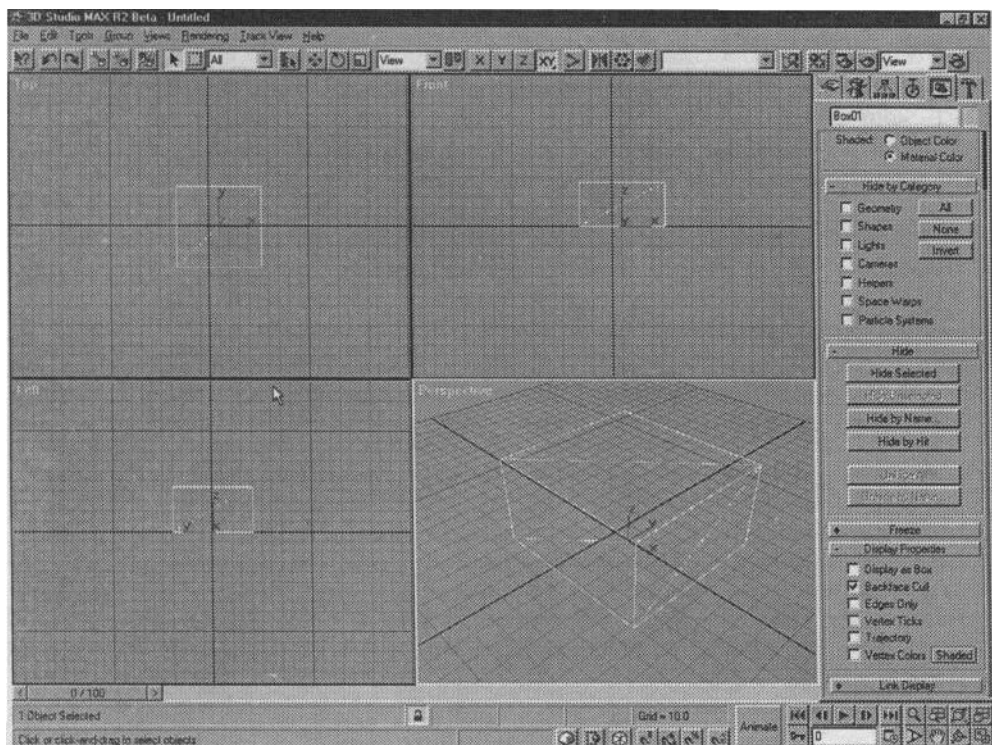 3D Studio MAX R2 Beta - Untitled
File Edit Tools Group Views Rendering Track View Help
All View X Y Z XY View
Top Front
Box01
Shaded: Object Color
Material Color
- Hide by Category
Geometry All
Shapes None
Lights Invert
Cameras
Helpers
Space Warps
Particle Systems
- Hide
Hide Selected
Hide Unselected
Hide by Name...
Hide by Hit
+ Freeze
- Display Properties
Display as Box
Backface Cull
Edges Only
Vertex Ticks
Trajectory
Vertex Colors Shaded
+ Link Display
y
x
z
y x
Left Perspective
z
y x
z
y
x
< 0 / 100 >
1 Object Selected Grid = 10.0 Animate
Click or click-and-drag to select objects 0